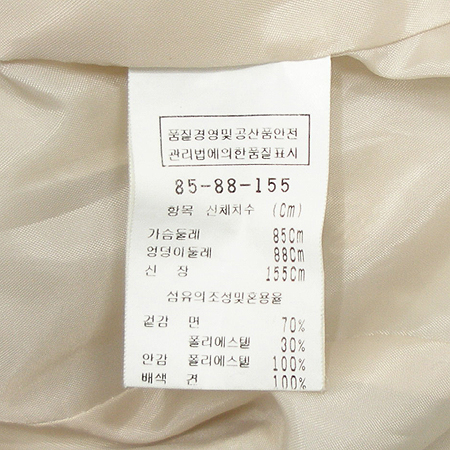 품질경영및공산품안전
관리법에의한품질표시
85-88-155
항목 신체치수 (Cm)
가슴둘레 85Cm
엉덩이둘레 88Cm
신 장 155Cm
섬유의조성및혼용율
겉감 면 70%
폴리에스텔 30%
안감 폴리에스텔 100%
배색 견 100%